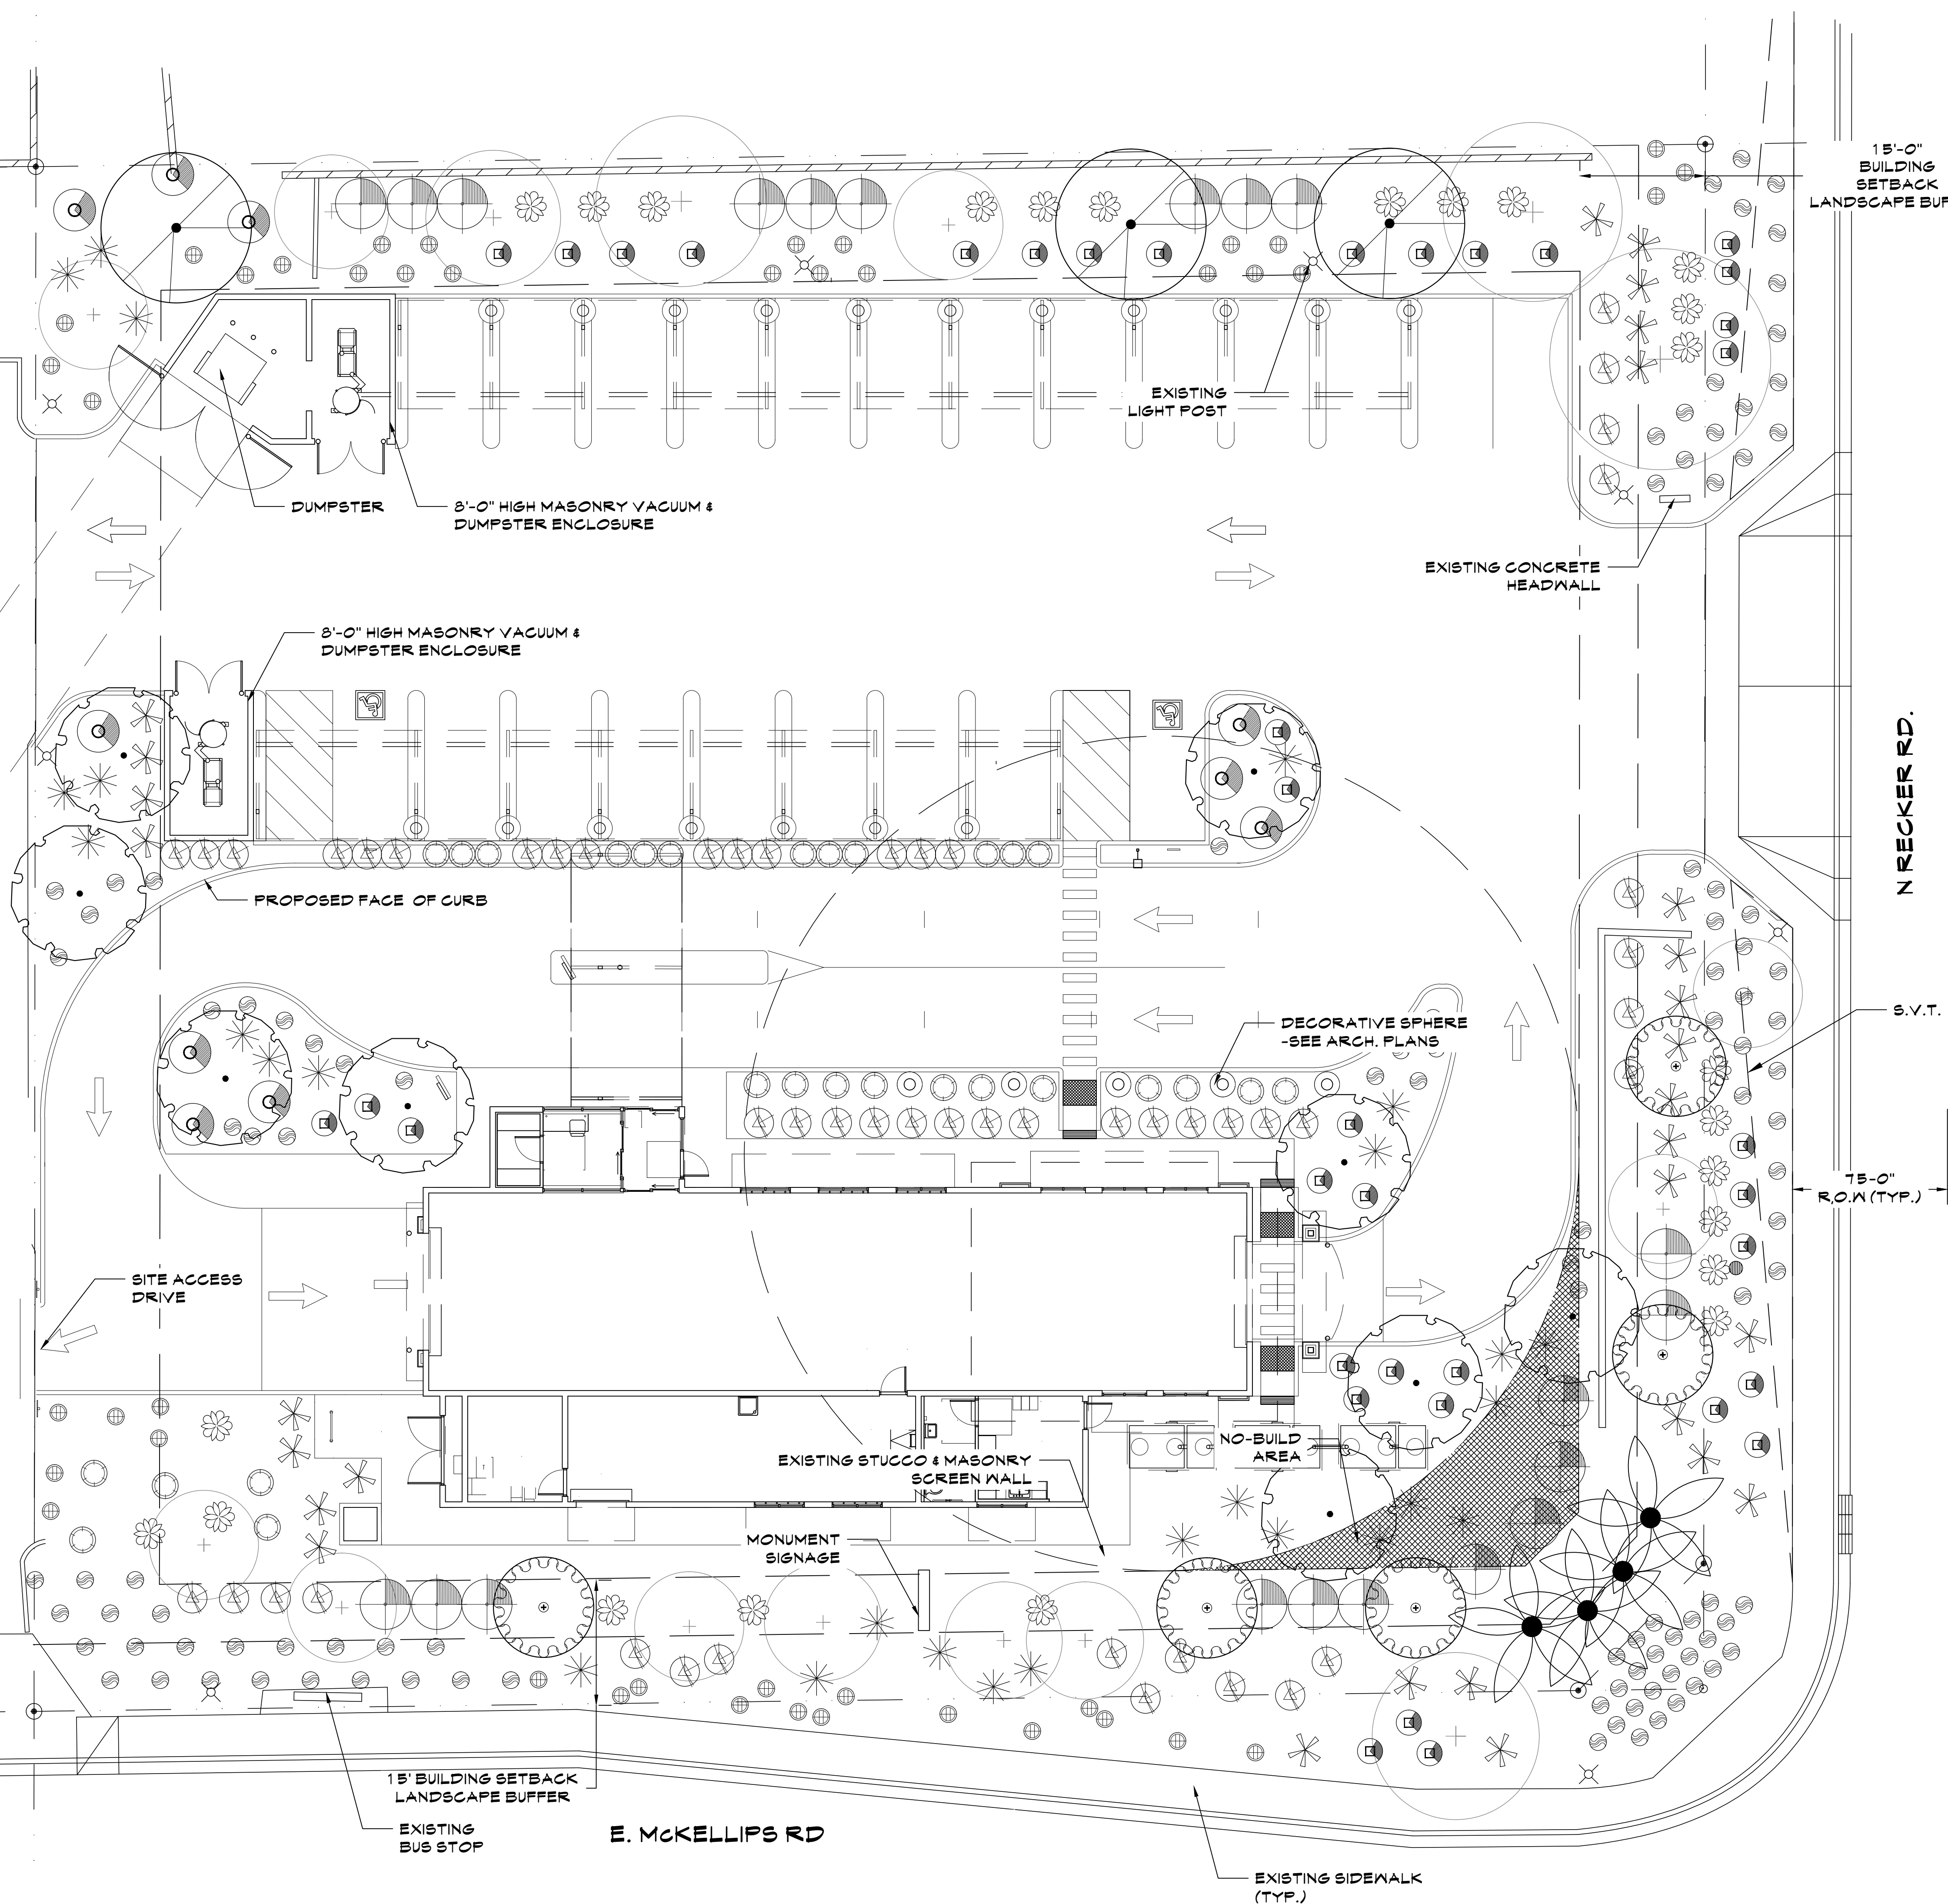 15'-0"
BUILDING
SETBACK
LANDSCAPE BUF
EXISTING
LIGHT POST
DUMPSTER
8'-0" HIGH MASONRY VACUUM &
DUMPSTER ENCLOSURE
EXISTING CONCRETE
HEADWALL
8'-0" HIGH MASONRY VACUUM &
DUMPSTER ENCLOSURE
N RECKER RD.
PROPOSED FACE OF CURB
S.V.T.
DECORATIVE SPHERE
-SEE ARCH. PLANS
75-0"
R,O.W (TYP.)
SITE ACCESS
DRIVE
NO-BUILD
AREA
EXISTING STUCCO & MASONRY
SCREEN WALL
MONUMENT
SIGNAGE
15' BUILDING SETBACK
LANDSCAPE BUFFER
EXISTING
BUS STOP
E. McKELLIPS RD
EXISTING SIDEWALK
(TYP.)